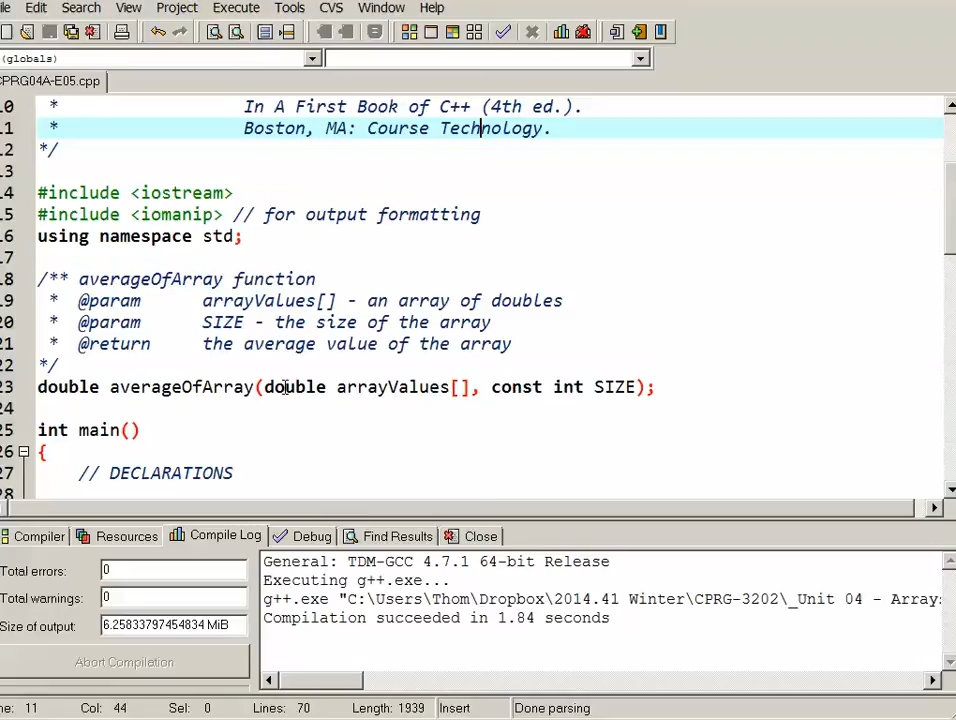 ile Edit Search View Project Execute Tools CVS Window Help
(globals)
CPRG04A-E05.cpp
10 * In A First Book of C++ (4th ed.).
11 * Boston, MA: Course Technology.
12 */
13
14 #include <iostream>
15 #include <iomanip> // for output formatting
16 using namespace std;
17
18 /** averageOfArray function
19 * @param arrayValues[] - an array of doubles
20 * @param SIZE - the size of the array
21 * @return the average value of the array
22 */
23 double averageOfArray(double arrayValues[], const int SIZE);
24
25 int main()
26 {
27 // DECLARATIONS
28
Compiler Resources Compile Log Debug Find Results Close
Total errors: 0
Total warnings: 0
Size of output: 6.25833797454834 MiB
Abort Compilation
General: TDM-GCC 4.7.1 64-bit Release
Executing g++.exe...
g++.exe "C:\Users\Thom\Dropbox\2014.41 Winter\CPRG-3202\_Unit 04 - Arrays
Compilation succeeded in 1.84 seconds
ne: 11 Col: 44 Sel: 0 Lines: 70 Length: 1939 Insert Done parsing